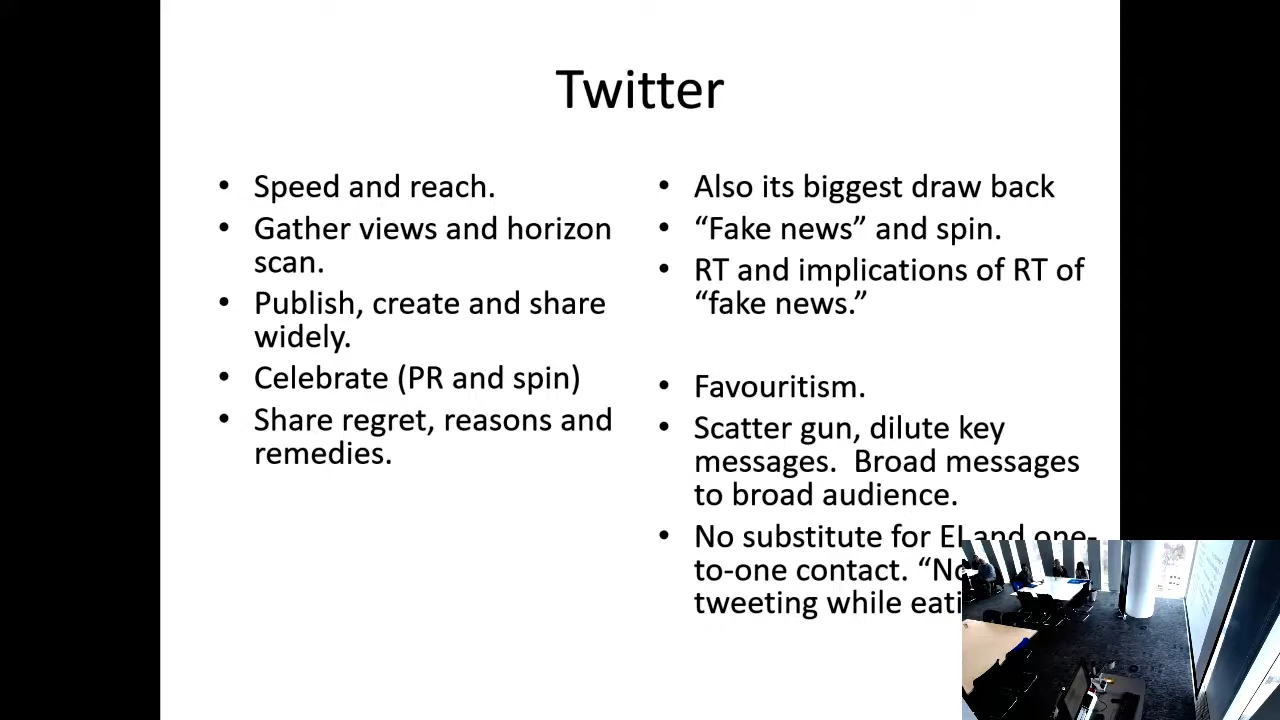 Twitter
• Speed and reach.
• Gather views and horizon
scan.
• Publish, create and share
widely.
• Celebrate (PR and spin)
• Share regret, reasons and
remedies.
• Also its biggest draw back
• “Fake news” and spin.
• RT and implications of RT of
“fake news.”
• Favouritism.
• Scatter gun, dilute key
messages.  Broad messages
to broad audience.
• No substitute for EI and one-
to-one contact.
tweeting while